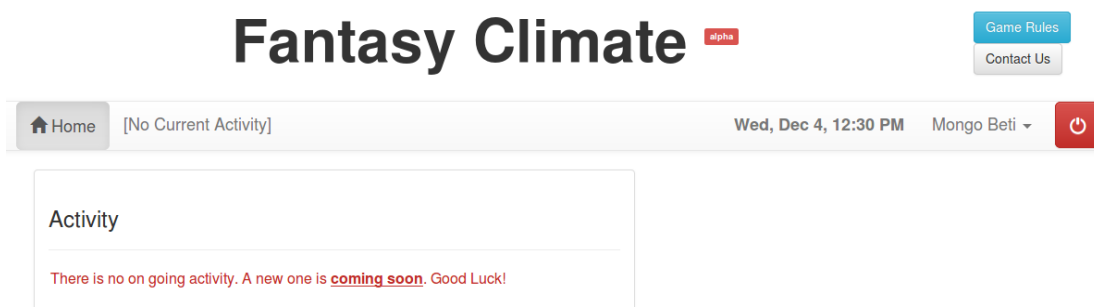 Fantasy Climate alpha
Game Rules
Contact Us
Home [No Current Activity] Wed, Dec 4, 12:30 PM Mongo Beti
Activity
There is no on going activity. A new one is coming soon. Good Luck!